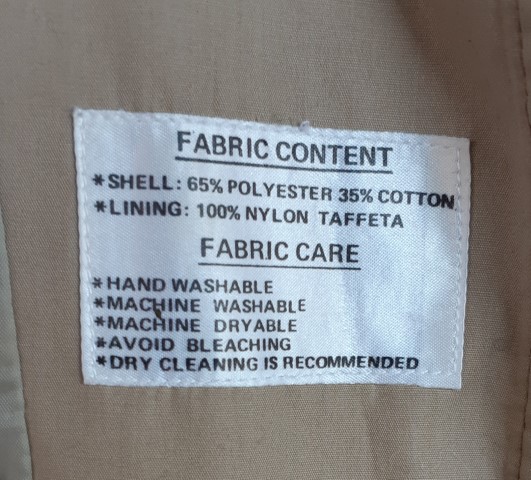 FABRIC CONTENT
*SHELL: 65% POLYESTER 35% COTTON
*LINING: 100% NYLON TAFFETA
FABRIC CARE
*HAND WASHABLE
*MACHINE WASHABLE
*MACHINE DRYABLE
*AVOID BLEACHING
*DRY CLEANING IS RECOMMENDED